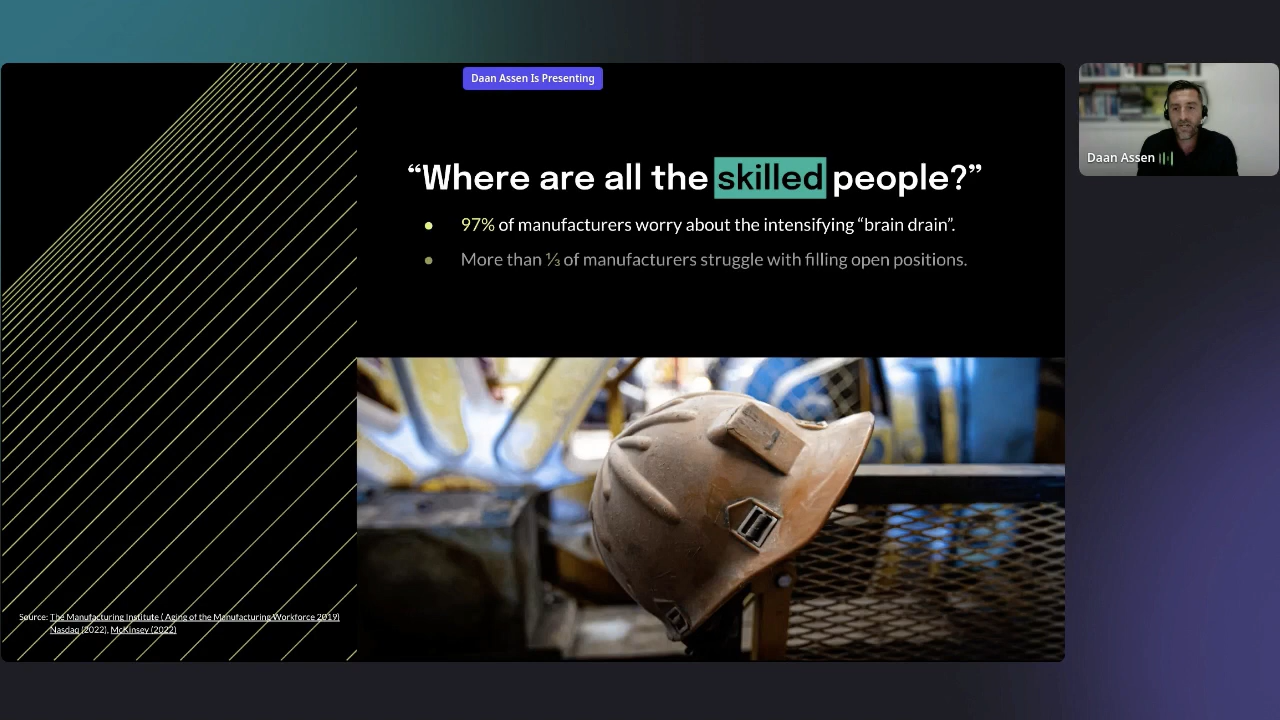 Daan Assen Is Presenting
“Where are all the skilled people?”
● 97% of manufacturers worry about the intensifying “brain drain”.
● More than ⅓ of manufacturers struggle with filling open positions.
Daan Assen
Source: The Manufacturing Institute ( Aging of the Manufacturing Workforce 2019)
Nasdaq (2022), McKinsey (2022)